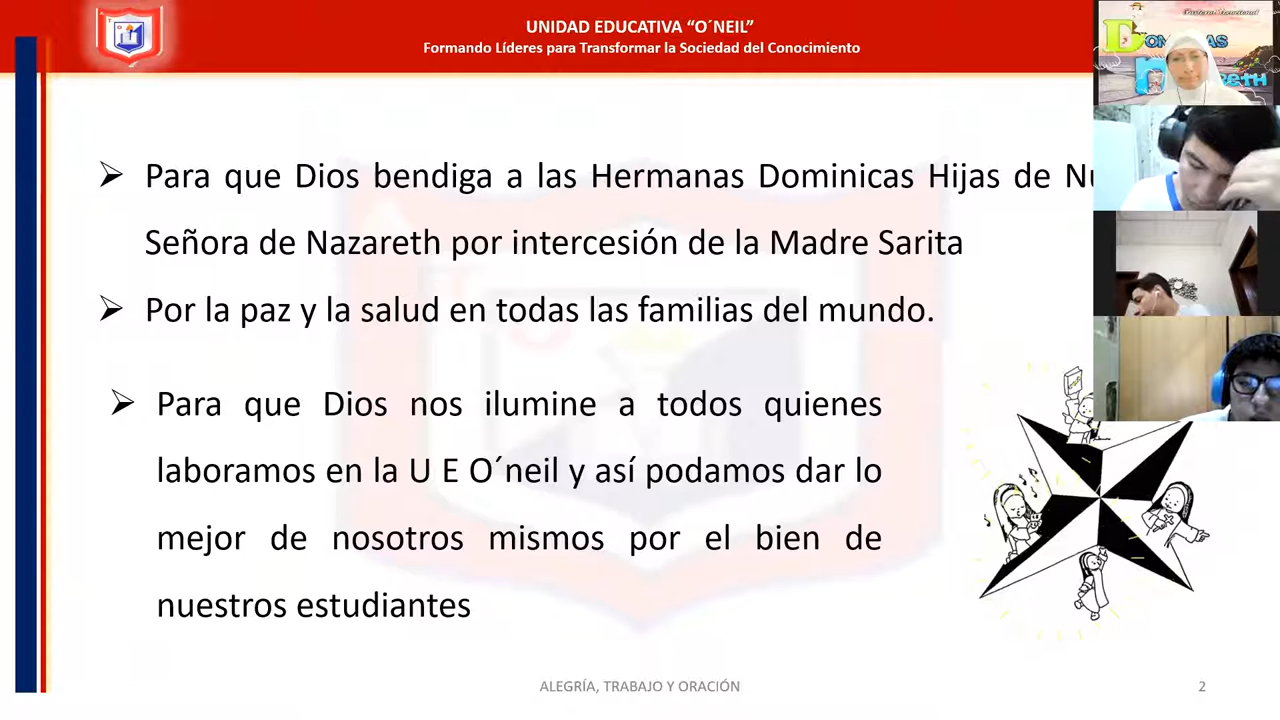 UNIDAD EDUCATIVA “O´NEIL”
Formando Líderes para Transformar la Sociedad del Conocimiento
➢ Para que Dios bendiga a las Hermanas Dominicas Hijas de
Señora de Nazareth por intercesión de la Madre Sarita
➢ Por la paz y la salud en todas las familias del mundo.
➢ Para que Dios nos ilumine a todos quienes
laboramos en la U E O´neil y así podamos dar lo
mejor de nosotros mismos por el bien de
nuestros estudiantes
ALEGRÍA, TRABAJO Y ORACIÓN
2